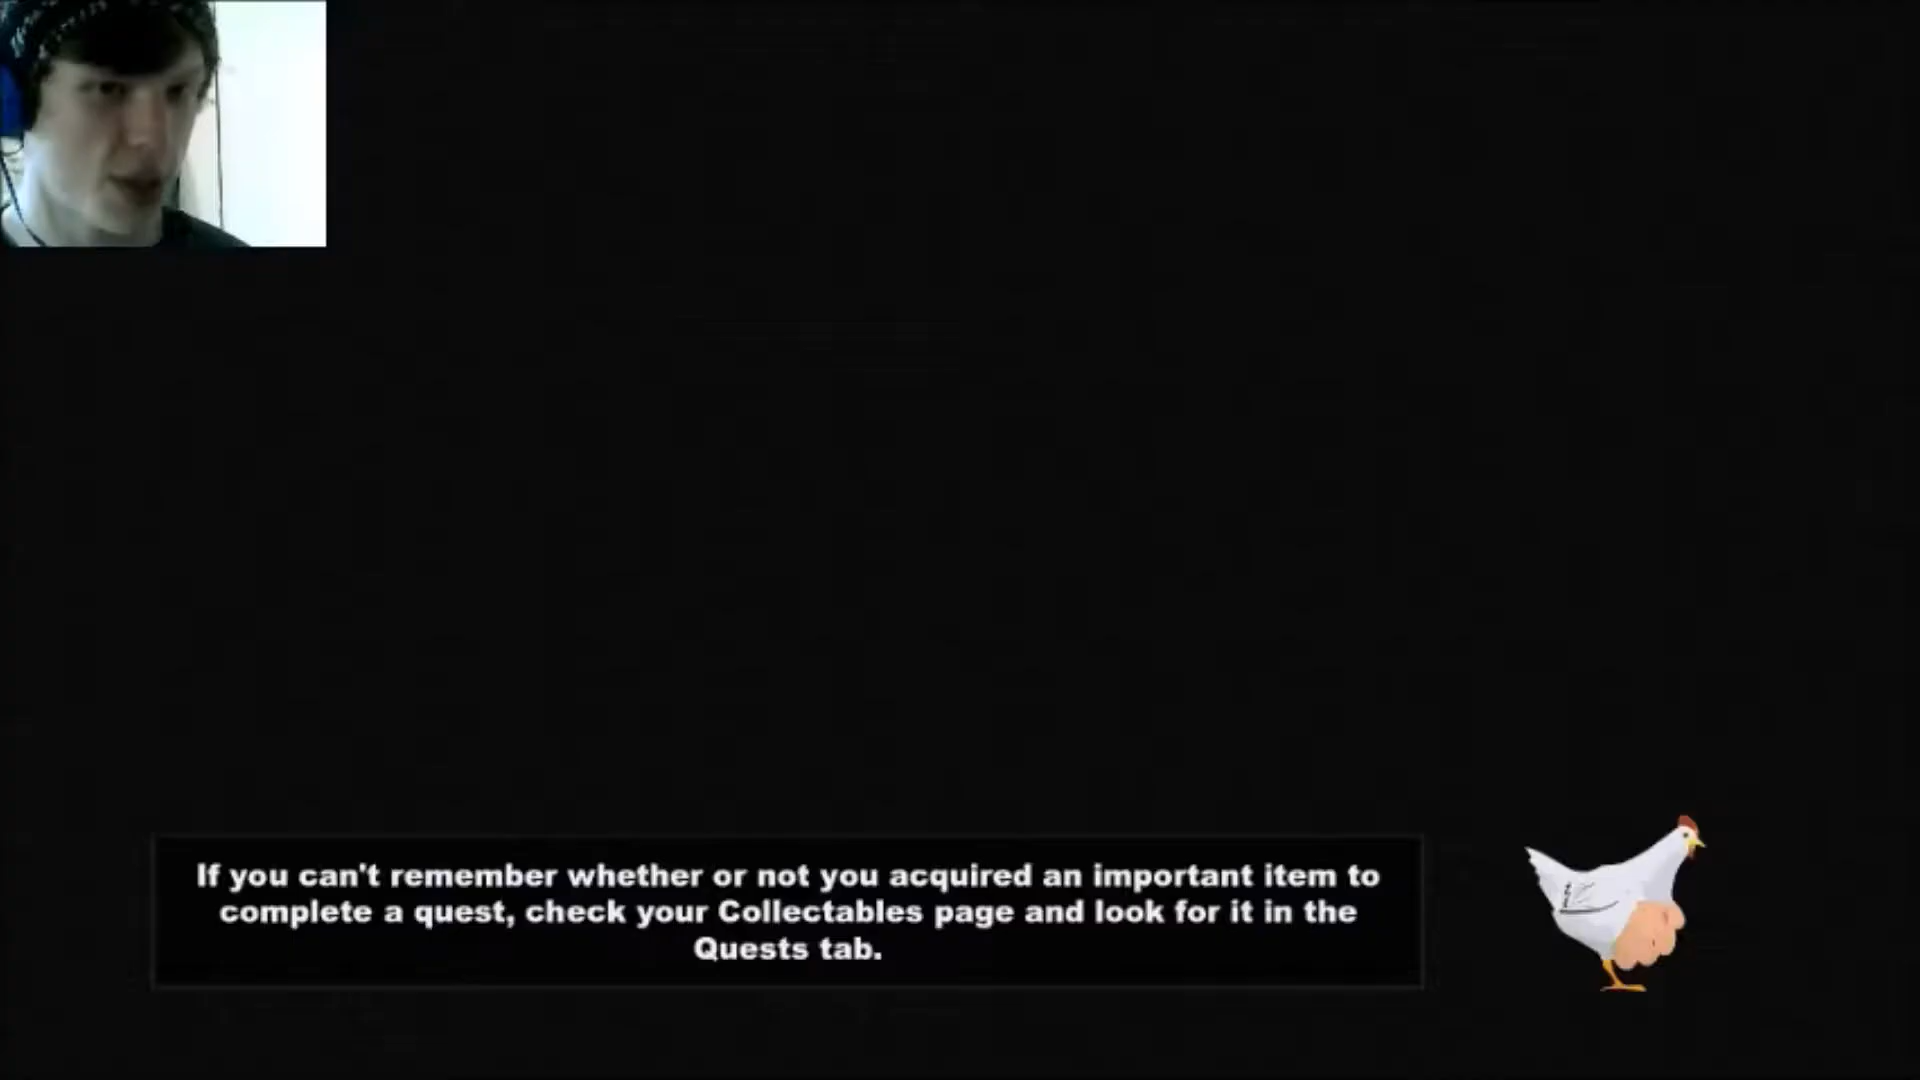 If you can't remember whether or not you acquired an important item to
complete a quest, check your Collectables page and look for it in the
Quests tab.